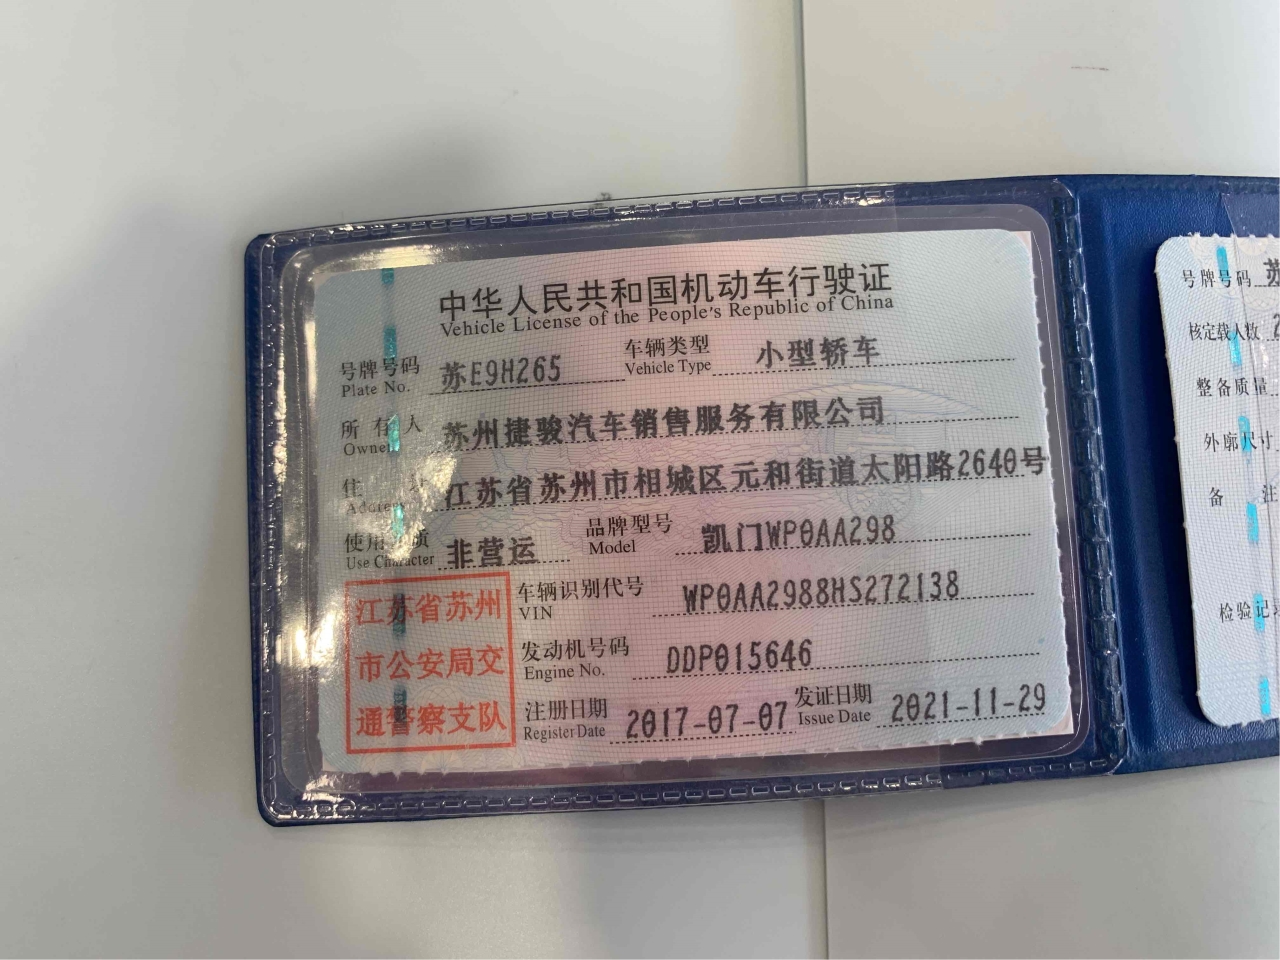 中华人民共和国机动车行驶证
Vehicle License of the People's Republic of China
号牌号码 苏E9H265 车辆类型 小型轿车
Plate No. Vehicle Type
所有人 苏州捷骏汽车销售服务有限公司
Owner
住址 江苏省苏州市相城区元和街道太阳路2640号
Address
使用性质 非营运 品牌型号 凯门WP0AA298
Use Character Model
江苏省苏州
市公安局交
通警察支队
车辆识别代号 WP0AA2988HS272138
VIN
发动机号码 DDP015646
Engine No.
注册日期 2017-07-07 发证日期 2021-11-29
Register Date Issue Date
号牌号码 苏
核定载人数 2
整备质量
外廓尺寸
备注
检验记